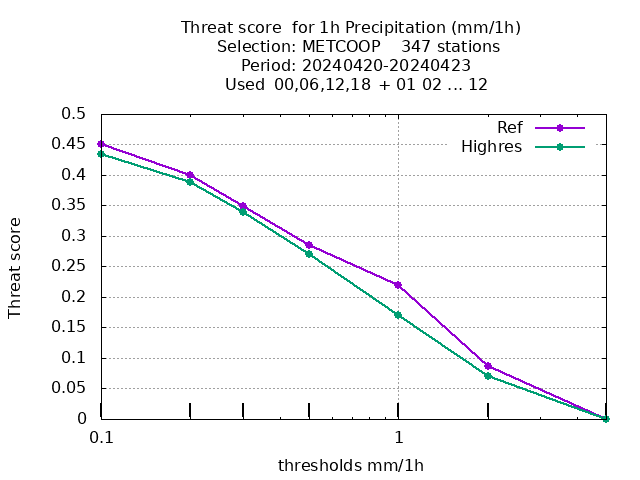 Threat score  for 1h Precipitation (mm/1h)
Selection: METCOOP    347 stations
Period: 20240420-20240423
Used  00,06,12,18 + 01 02 ... 12
0.5
Ref
0.45
Highres
0.4
0.35
0.3
0.25
0.2
0.15
0.1
0.05
0
Threat score
0.1
1
thresholds mm/1h